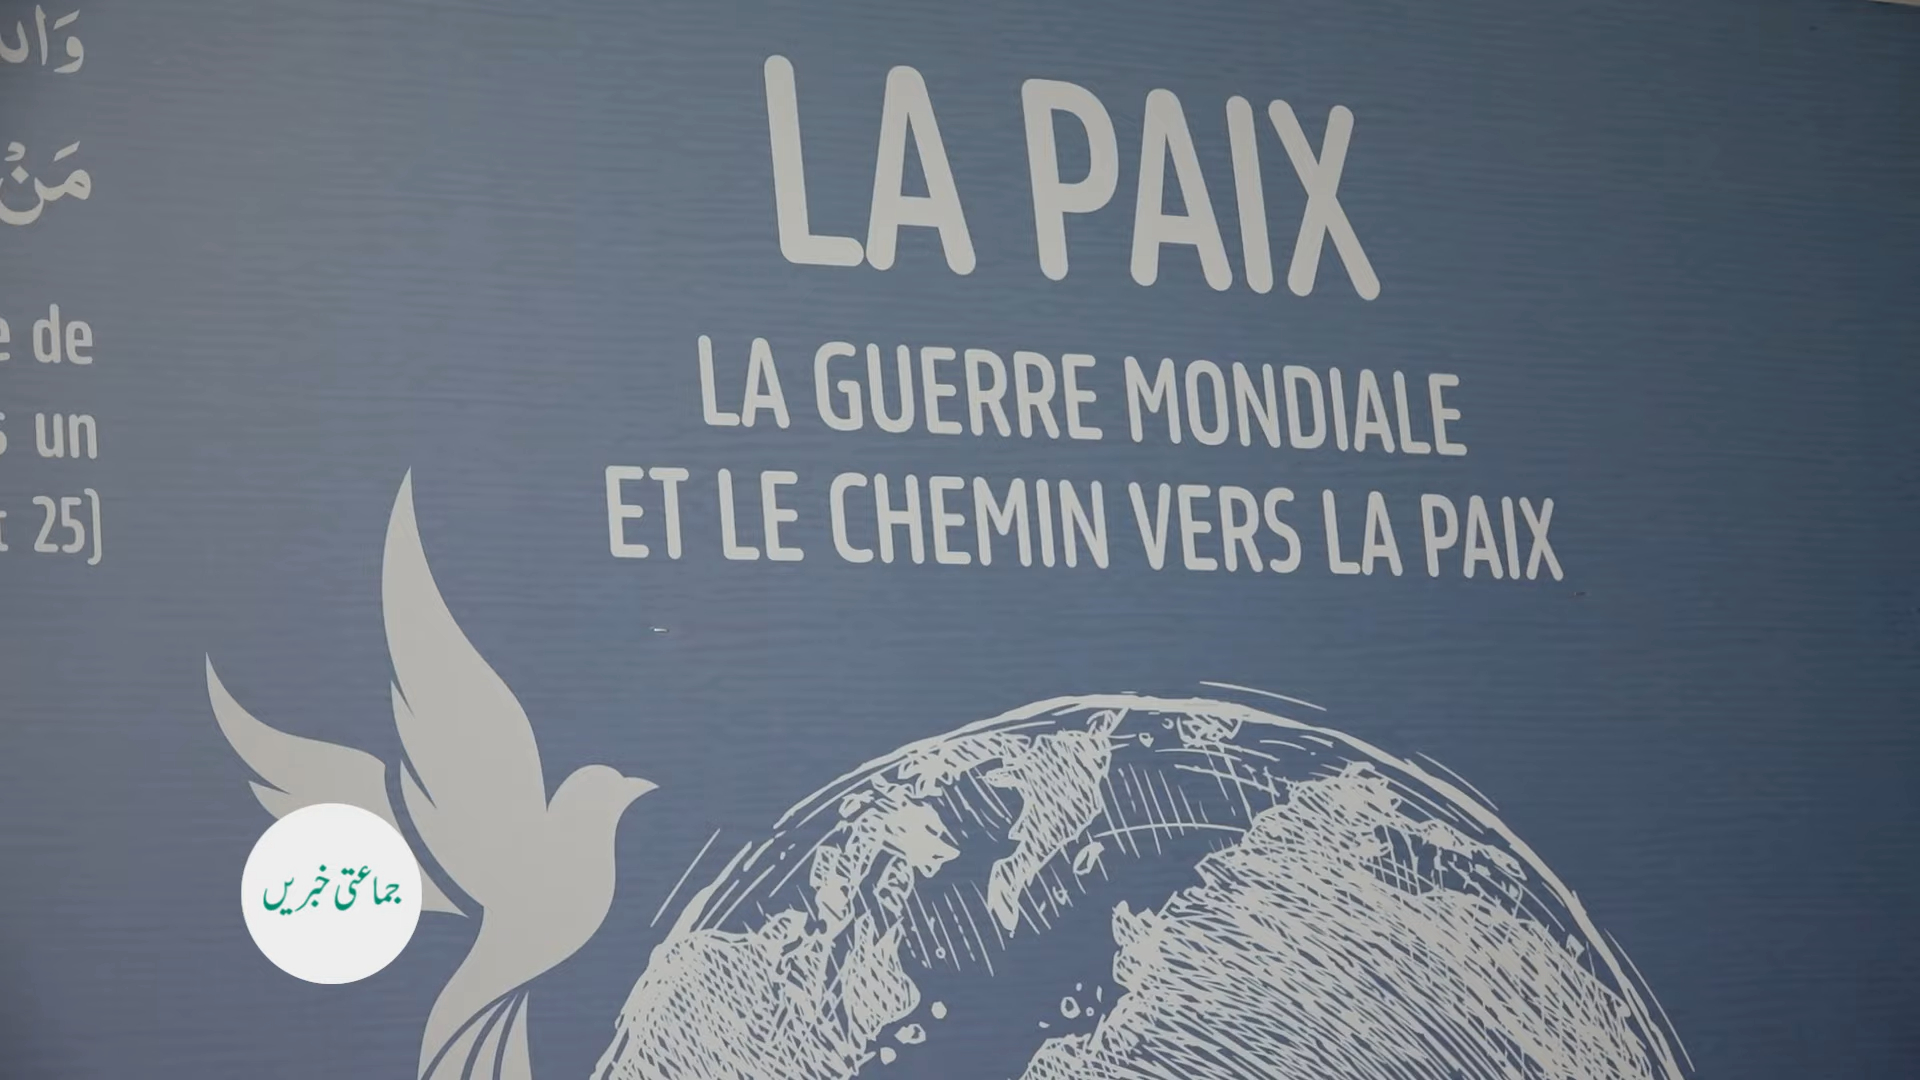 مَنْ
e de
s un
25)
LA PAIX
LA GUERRE MONDIALE
ET LE CHEMIN VERS LA PAIX
جماعتی خبریں